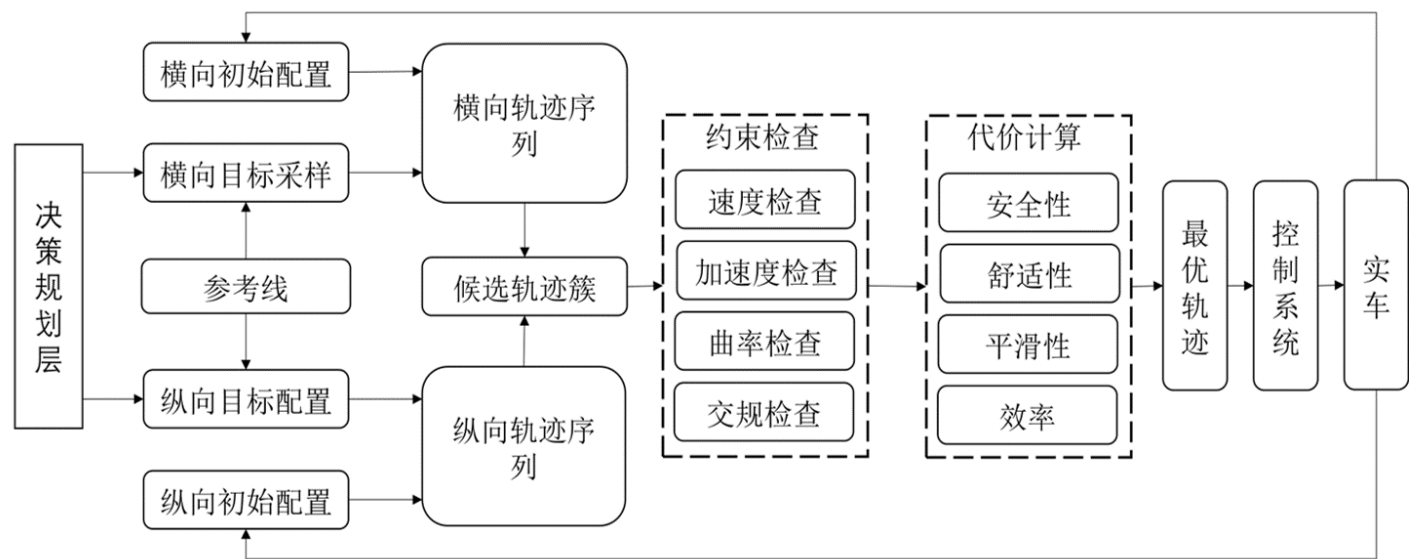 决策规划层
横向初始配置
横向目标采样
参考线
纵向目标配置
纵向初始配置
横向轨迹序
列
候选轨迹簇
纵向轨迹序
列
约束检查
速度检查
加速度检查
曲率检查
交规检查
代价计算
安全性
舒适性
平滑性
效率
最优轨迹
控制系统
实车